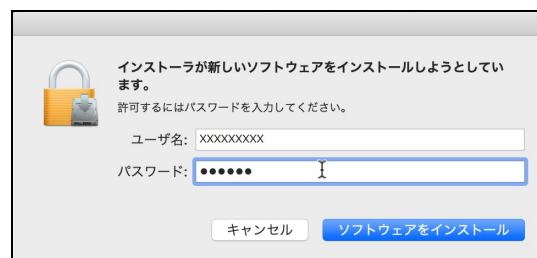 インストーラが新しいソフトウェアをインストールしようとしてい
ます。
許可するにはパスワードを入力してください。
ユーザ名: XXXXXXXXX
パスワード: ●●●●●●
キャンセル ソフトウェアをインストール